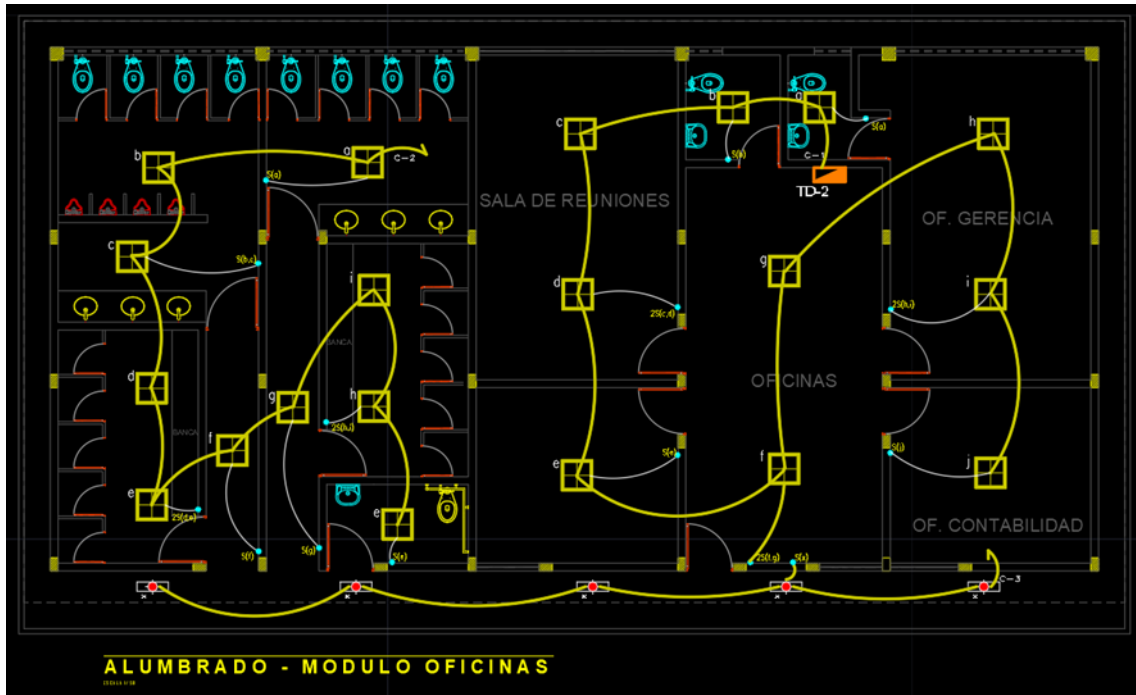 c
b
a
S(a)
h
b
a
C-2
S(b)
C-1
S(a)
TD-2
SALA DE REUNIONES
OF. GERENCIA
c
S(b,c)
g
i
d
i
2S(c,d)
2S(h,i)
BANCA
d
OFICINAS
g
h
BANCA
f
2S(h,i)
e
S(e)
f
S(j)
j
e
2S(d,e)
e
OF. CONTABILIDAD
S(f)
S(g)
S(e)
2S(f,g)
S(x)
C-3
x
x
x
x
x
ALUMBRADO - MODULO OFICINAS